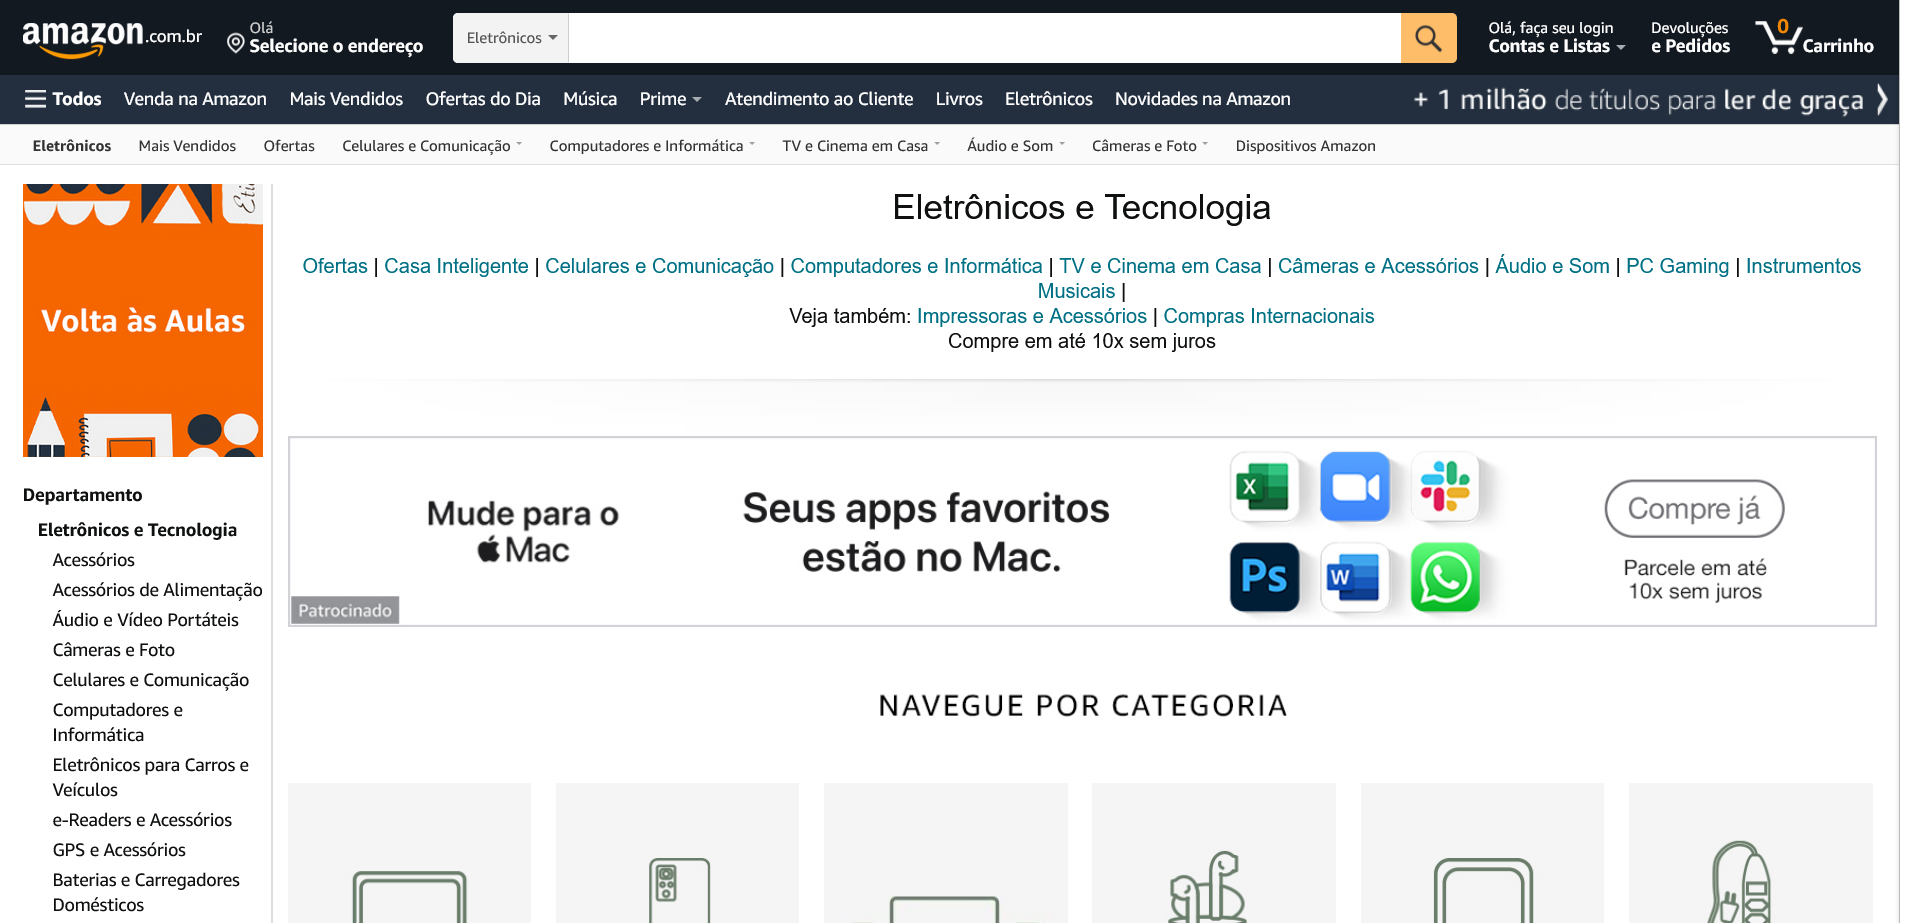 amazon.com.br
Olá
Selecione o endereço
Eletrônicos
Olá, faça seu login
Contas e Listas
Devoluções
e Pedidos
0
Carrinho
Todos
Venda na Amazon
Mais Vendidos
Ofertas do Dia
Música
Prime
Atendimento ao Cliente
Livros
Eletrônicos
Novidades na Amazon
+ 1 milhão de títulos para ler de graça
Eletrônicos
Mais Vendidos
Ofertas
Celulares e Comunicação
Computadores e Informática
TV e Cinema em Casa
Áudio e Som
Câmeras e Foto
Dispositivos Amazon
Volta às Aulas
Departamento
Eletrônicos e Tecnologia
Acessórios
Acessórios de Alimentação
Áudio e Vídeo Portáteis
Câmeras e Foto
Celulares e Comunicação
Computadores e
Informática
Eletrônicos para Carros e
Veículos
e-Readers e Acessórios
GPS e Acessórios
Baterias e Carregadores
Domésticos
Eletrônicos e Tecnologia
Ofertas | Casa Inteligente | Celulares e Comunicação | Computadores e Informática | TV e Cinema em Casa | Câmeras e Acessórios | Áudio e Som | PC Gaming | Instrumentos
Musicais |
Veja também: Impressoras e Acessórios | Compras Internacionais
Compre em até 10x sem juros
Mude para o
Mac
Seus apps favoritos
estão no Mac.
X
Ps
W
Compre já
Parcele em até
10x sem juros
Patrocinado
NAVEGUE POR CATEGORIA